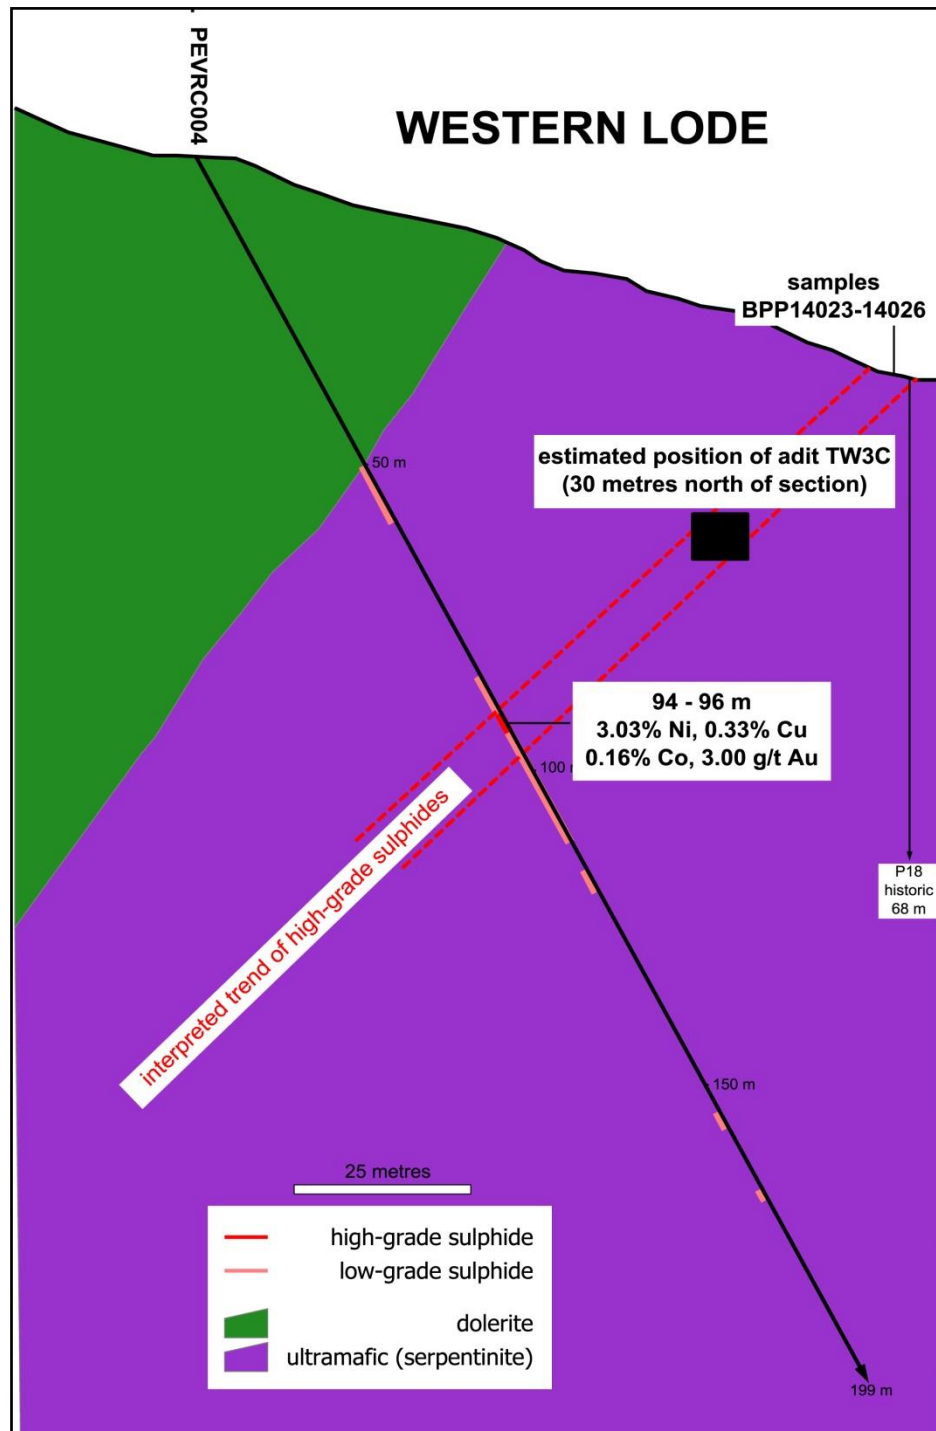 PEVRC004
WESTERN LODE
samples
BPP14023-14026
50 m
estimated position of adit TW3C
(30 metres north of section)
94 - 96 m
3.03% Ni, 0.33% Cu
0.16% Co, 3.00 g/t Au
100 m
interpreted trend of high-grade sulphides
P18
historic
68 m
150 m
25 metres
high-grade sulphide
low-grade sulphide
dolerite
ultramafic (serpentinite)
199 m